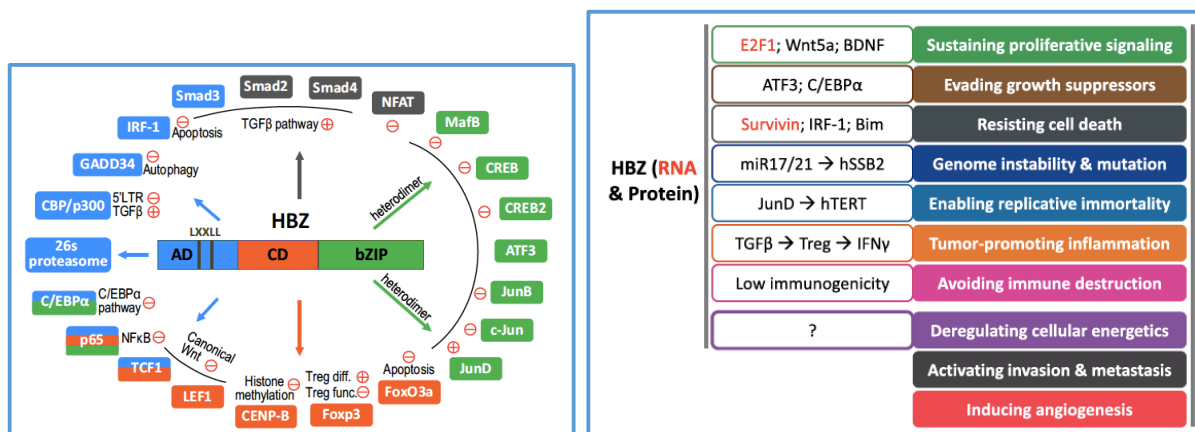 Smad2
Smad4
Smad3
NFAT
IRF-1
Apoptosis
TGFβ pathway
MafB
GADD34
Autophagy
CREB
CBP/p300
5'LTR
TGFβ
HBZ
heterodimer
CREB2
LXXLL
26s
proteasome
AD
CD
bZIP
ATF3
C/EBPα
C/EBPα
pathway
heterodimer
JunB
p65
NFκB
Canonical
Wnt
c-Jun
TCF1
Apoptosis
JunD
LEF1
Histone
methylation
Treg diff.
Treg func.
FoxO3a
CENP-B
Foxp3
HBZ (RNA
& Protein)
E2F1; Wnt5a; BDNF
Sustaining proliferative signaling
ATF3; C/EBPα
Evading growth suppressors
Survivin; IRF-1; Bim
Resisting cell death
miR17/21 → hSSB2
Genome instability & mutation
JunD → hTERT
Enabling replicative immortality
TGFβ → Treg → IFNγ
Tumor-promoting inflammation
Low immunogenicity
Avoiding immune destruction
?
Deregulating cellular energetics
Activating invasion & metastasis
Inducing angiogenesis